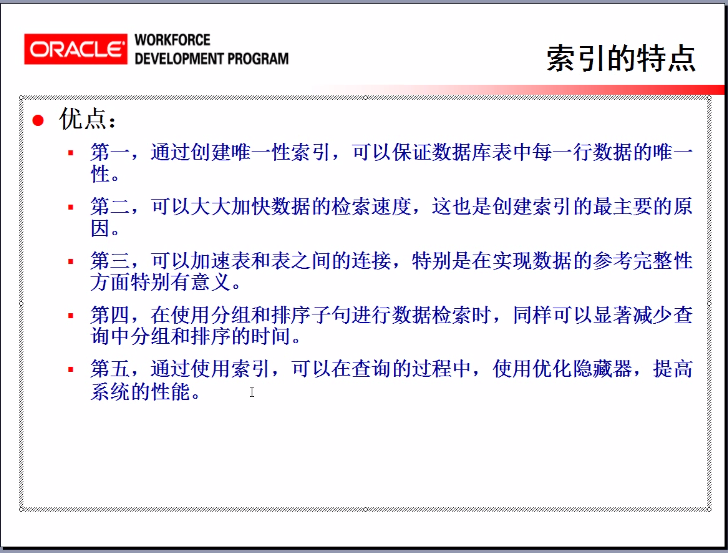 ORACLE WORKFORCE
DEVELOPMENT PROGRAM
索引的特点
优点：
第一，通过创建唯一性索引，可以保证数据库表中每一行数据的唯一
性。
第二，可以大大加快数据的检索速度，这也是创建索引的最主要的原
因。
第三，可以加速表和表之间的连接，特别是在实现数据的参考完整性
方面特别有意义。
第四，在使用分组和排序子句进行数据检索时，同样可以显著减少查
询中分组和排序的时间。
第五，通过使用索引，可以在查询的过程中，使用优化隐藏器，提高
系统的性能。